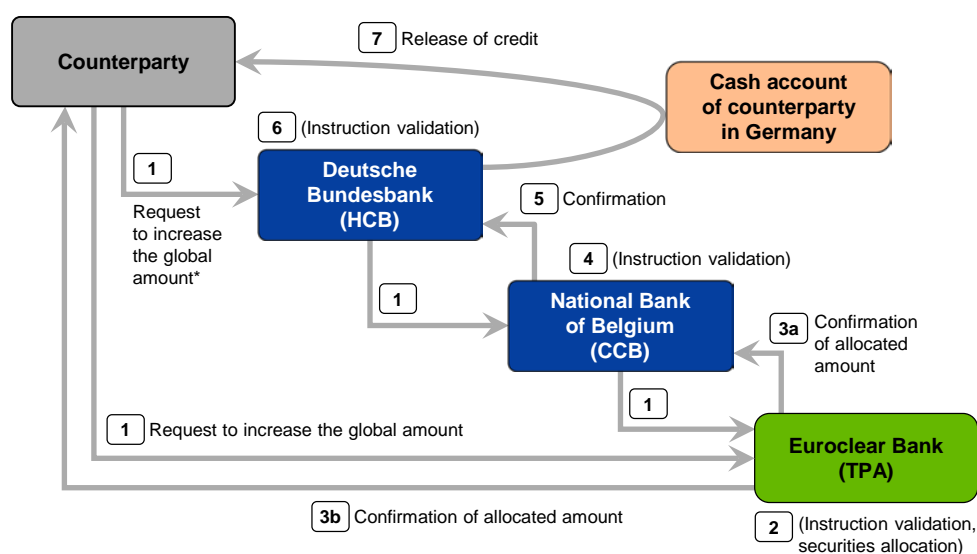 7 Release of credit
Counterparty
Cash account
of counterparty
in Germany
6 (Instruction validation)
1
Request
to increase
the global
amount*
Deutsche
Bundesbank
(HCB)
5 Confirmation
4 (Instruction validation)
1
National Bank
of Belgium
(CCB)
3a Confirmation
of allocated
amount
1
1 Request to increase the global amount
Euroclear Bank
(TPA)
3b Confirmation of allocated amount
2 (Instruction validation,
securities allocation)